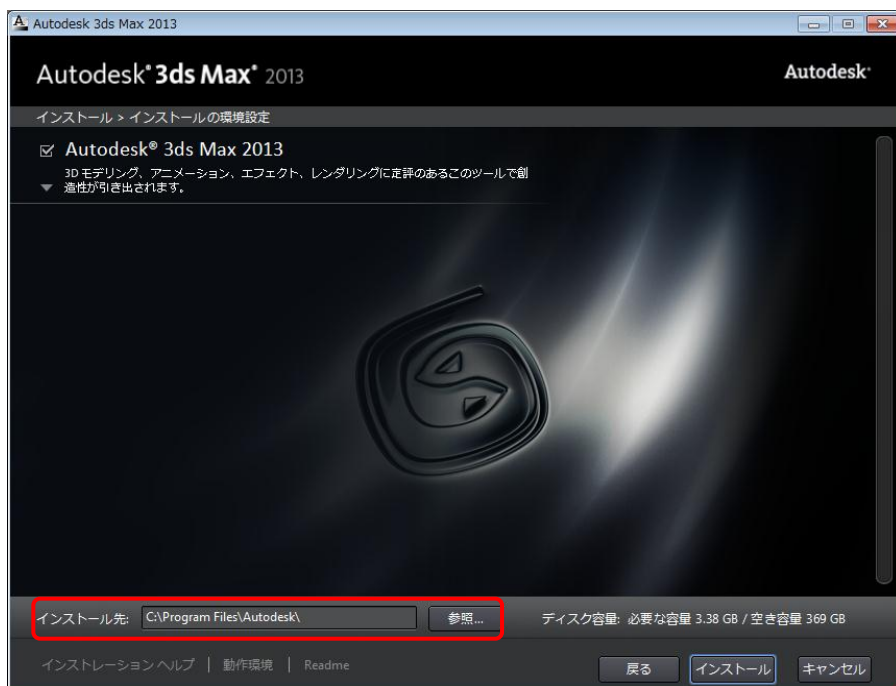 Autodesk 3ds Max 2013
Autodesk® 3ds Max® 2013
Autodesk®
インストール > インストールの環境設定
Autodesk® 3ds Max 2013
3D モデリング、アニメーション、エフェクト、レンダリングに定評のあるこのツールで創
造性が引き出されます。
インストール先: C:\Program Files\Autodesk\ 参照... ディスク容量: 必要な容量 3.38 GB / 空き容量 369 GB
インストレーション ヘルプ | 動作環境 | Readme 戻る インストール キャンセル